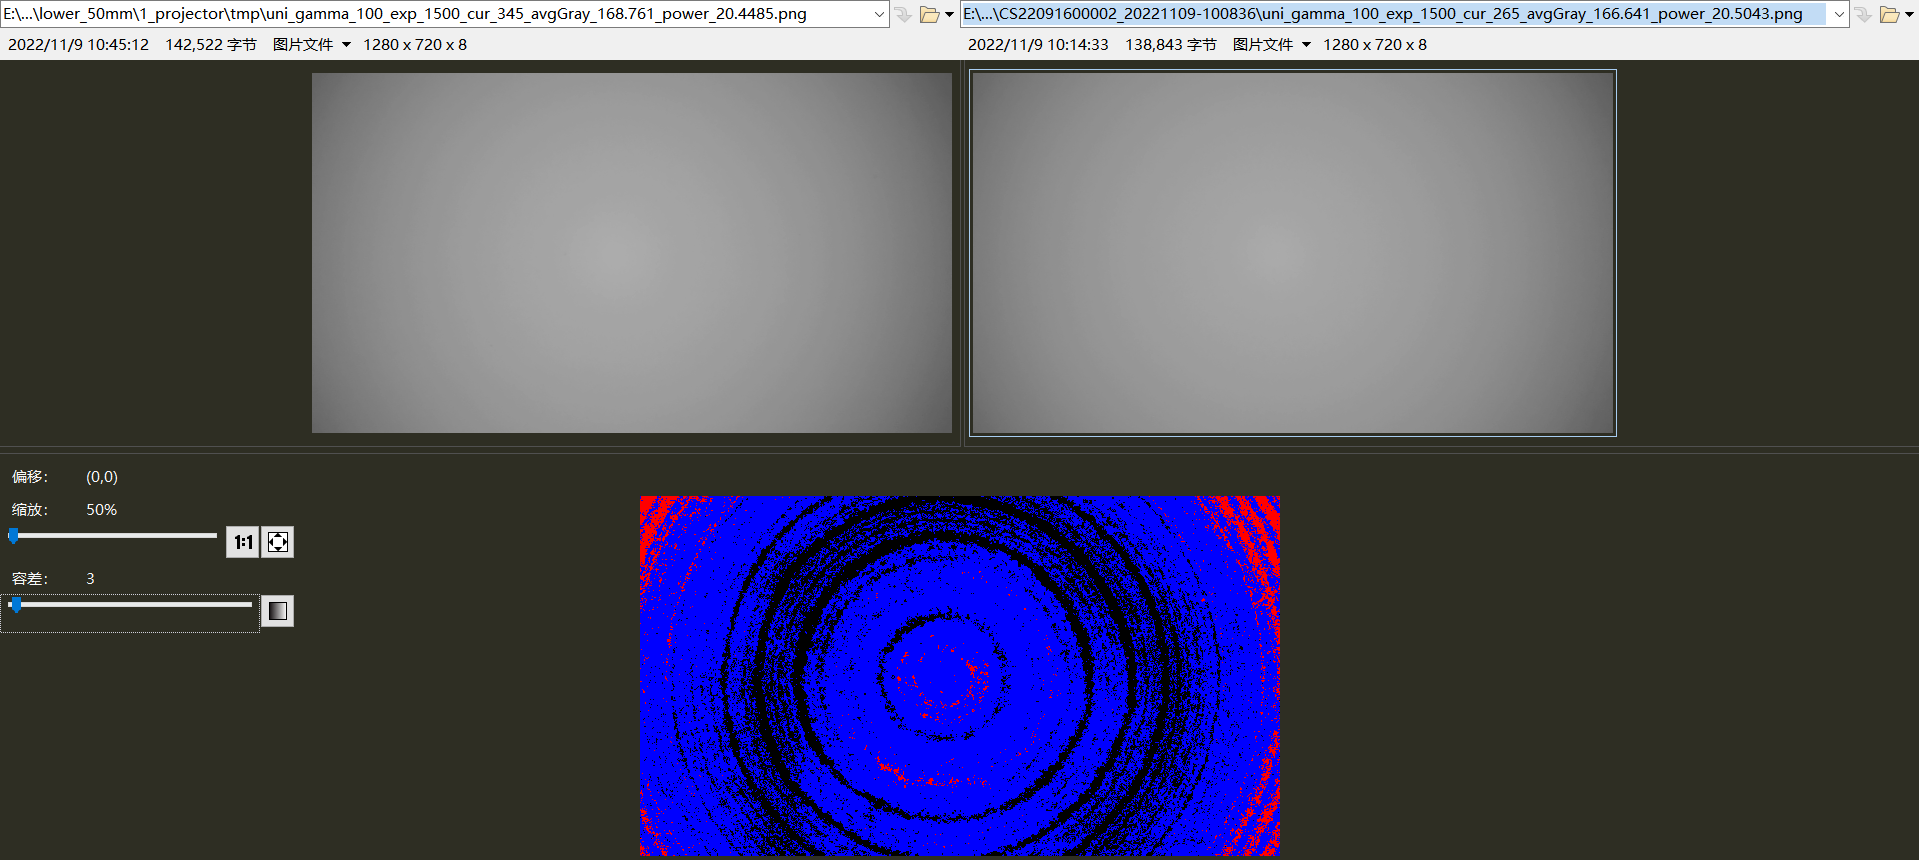 E:\...\lower_50mm\1_projector\tmp\uni_gamma_100_exp_1500_cur_345_avgGray_168.761_power_20.4485.png
E:\...\CS22091600002_20221109-100836\uni_gamma_100_exp_1500_cur_265_avgGray_166.641_power_20.5043.png
2022/11/9 10:45:12 142,522 字节 图片文件 1280 x 720 x 8
2022/11/9 10:14:33 138,843 字节 图片文件 1280 x 720 x 8
偏移: (0,0)
缩放: 50%
1:1
容差: 3